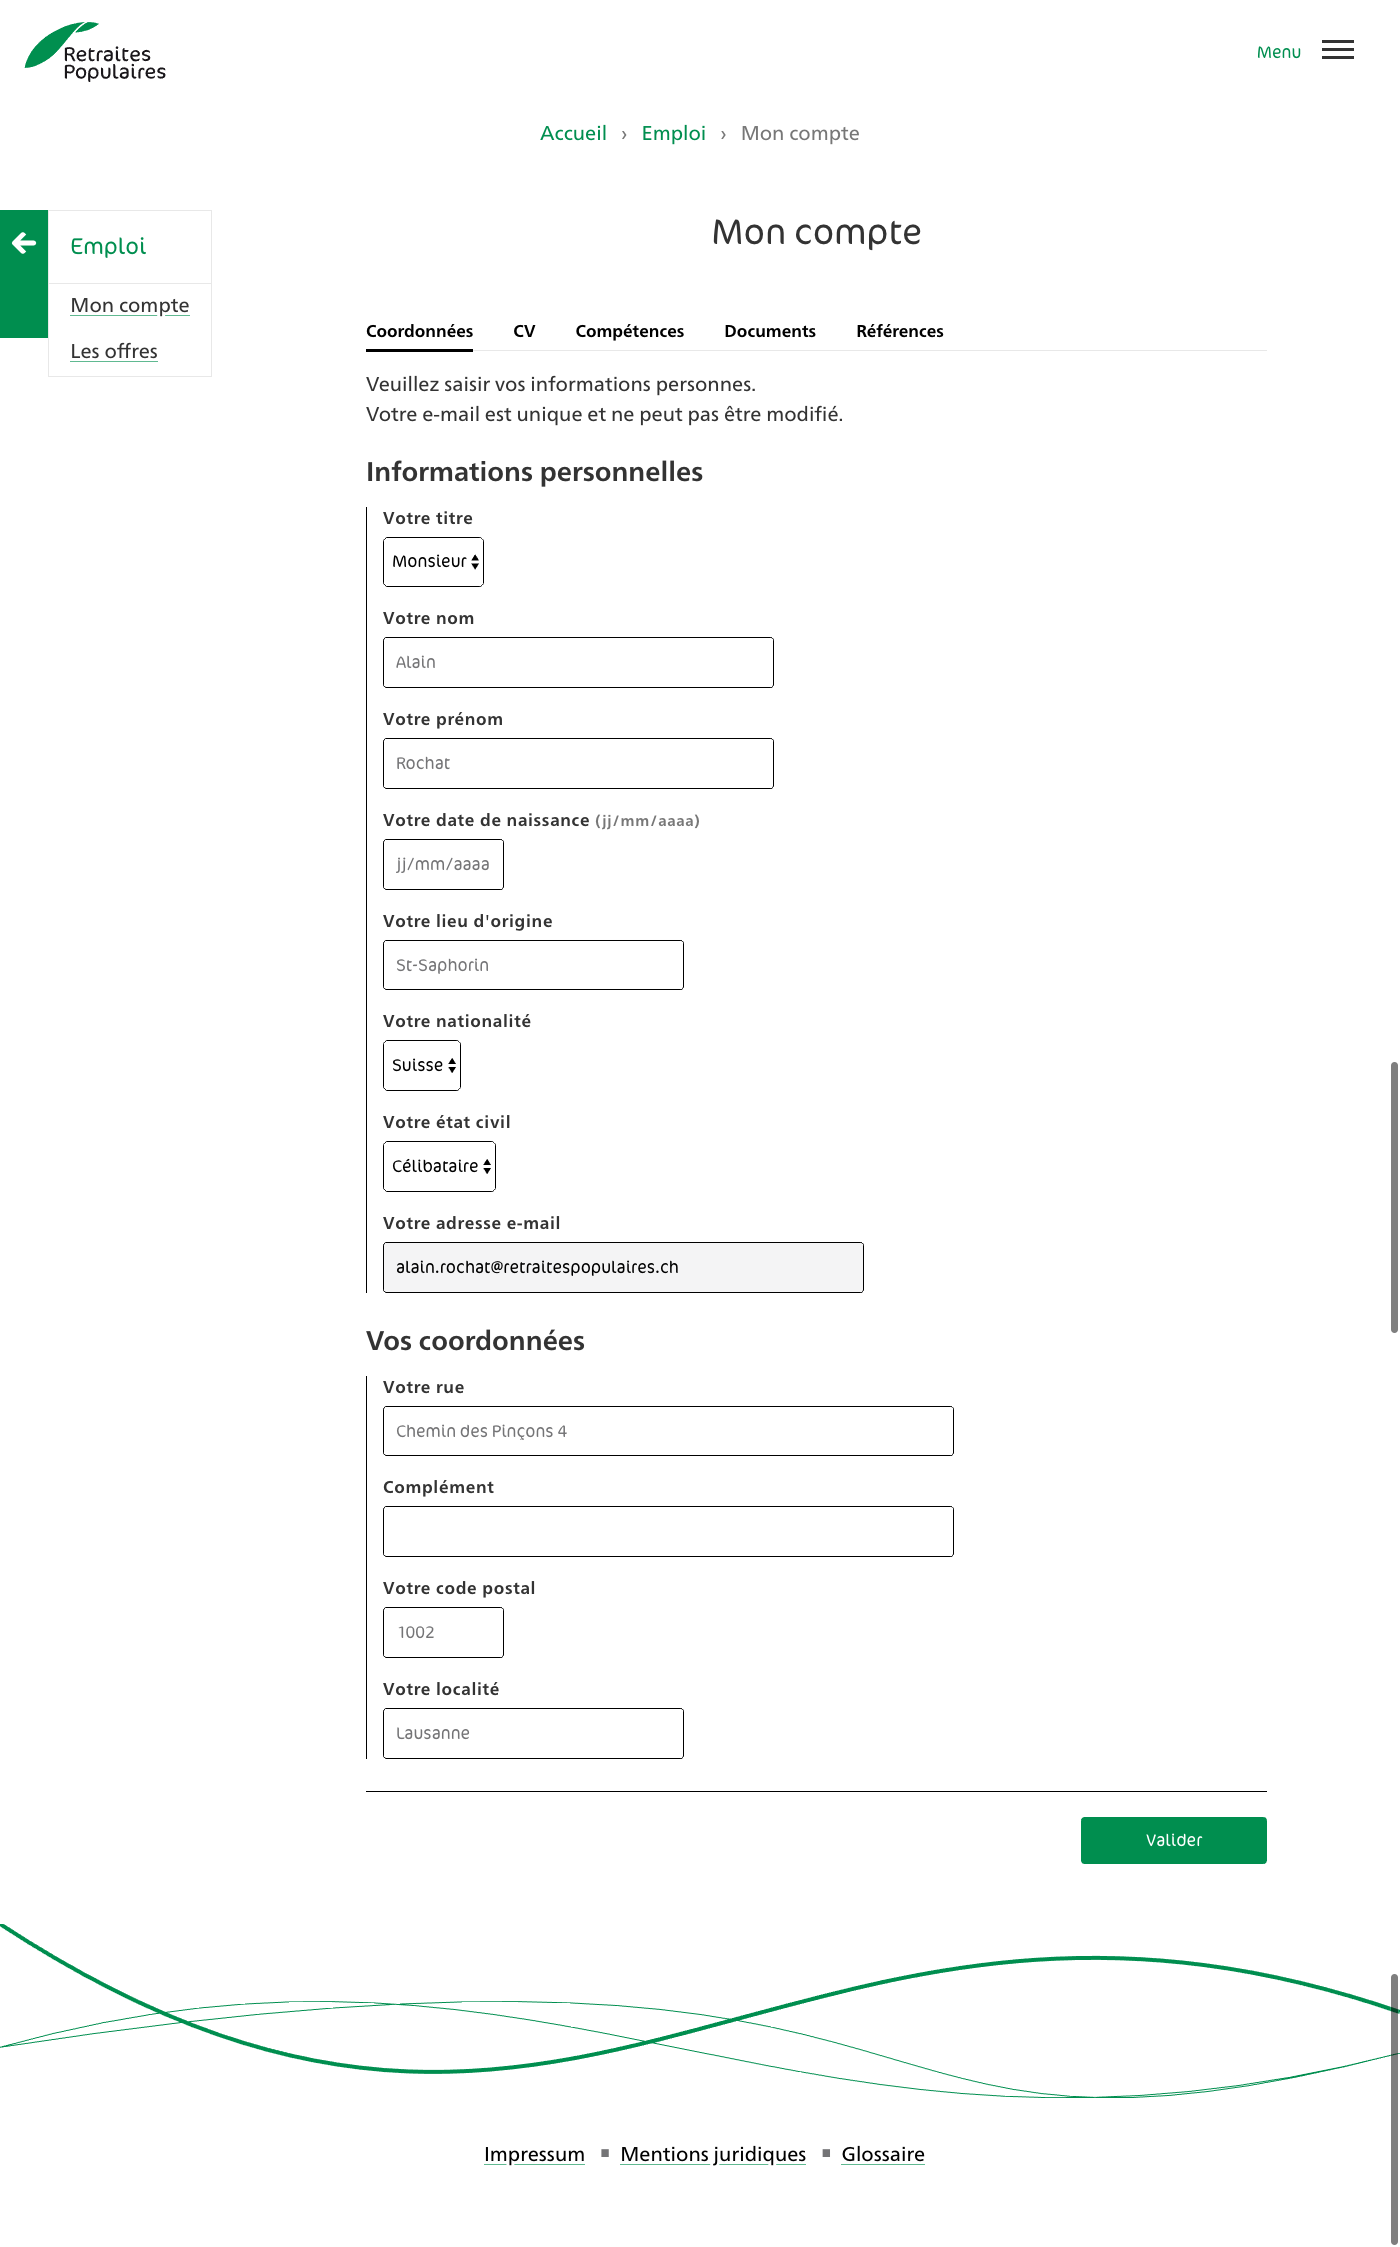 Retraites
Populaires
Menu
Accueil › Emploi › Mon compte
Emploi
Mon compte
Les offres
Mon compte
Coordonnées CV Compétences Documents Références
Veuillez saisir vos informations personnes.
Votre e-mail est unique et ne peut pas être modifié.
Informations personnelles
Votre titre
Monsieur
Votre nom
Alain
Votre prénom
Rochat
Votre date de naissance (jj/mm/aaaa)
jj/mm/aaaa
Votre lieu d'origine
St-Saphorin
Votre nationalité
Suisse
Votre état civil
Célibataire
Votre adresse e-mail
alain.rochat@retraitespopulaires.ch
Vos coordonnées
Votre rue
Chemin des Pinçons 4
Complément
Votre code postal
1002
Votre localité
Lausanne
Valider
Impressum ▪ Mentions juridiques ▪ Glossaire